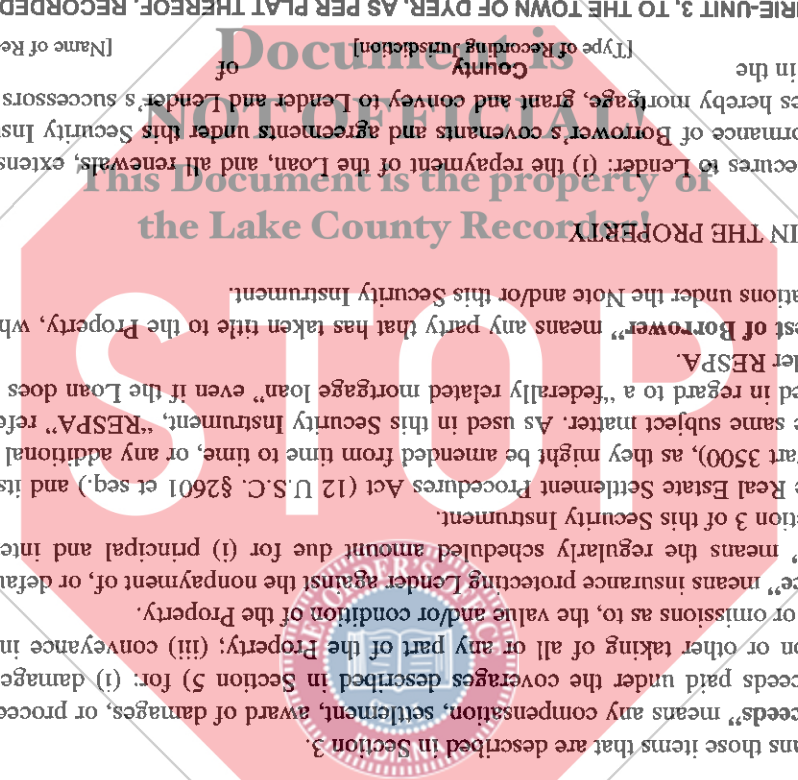 ans those items that are described in Section 3.
ceeds" means any compensation, settlement, award of damages, or proceed
ceeds paid under the coverages described in Section 5) for: (i) damage
on or other taking of all or any part of the Property; (iii) conveyance in
or omissions as to, the value and/or condition of the Property.
ce" means insurance protecting Lender against the nonpayment of, or defau
" means the regularly scheduled amount due for (i) principal and inte
ction 3 of this Security Instrument.
e Real Estate Settlement Procedures Act (12 U.S.C. §2601 et seq.) and its
art 3500), as they might be amended from time to time, or any additional
e same subject matter. As used in this Security Instrument, "RESPA" refer
ed in regard to a "federally related mortgage loan" even if the Loan does
ler RESPA.
est of Borrower" means any party that has taken title to the Property, wh
ations under the Note and/or this Security Instrument.
IN THE PROPERTY
ecures to Lender: (i) the repayment of the Loan, and all renewals, extens
ormance of Borrower's covenants and agreements under this Security Inst
es hereby mortgage, grant and convey to Lender and Lender's successors
in the County of
[Type of Recording Jurisdiction] [Name of Re
IRIE-UNIT 3, TO THE TOWN OF DYER, AS PER PLAT THEREOF, RECORDED
Document is
NOT OFFICIAL!
This Document is the property of
the Lake County Recorder!
STOP